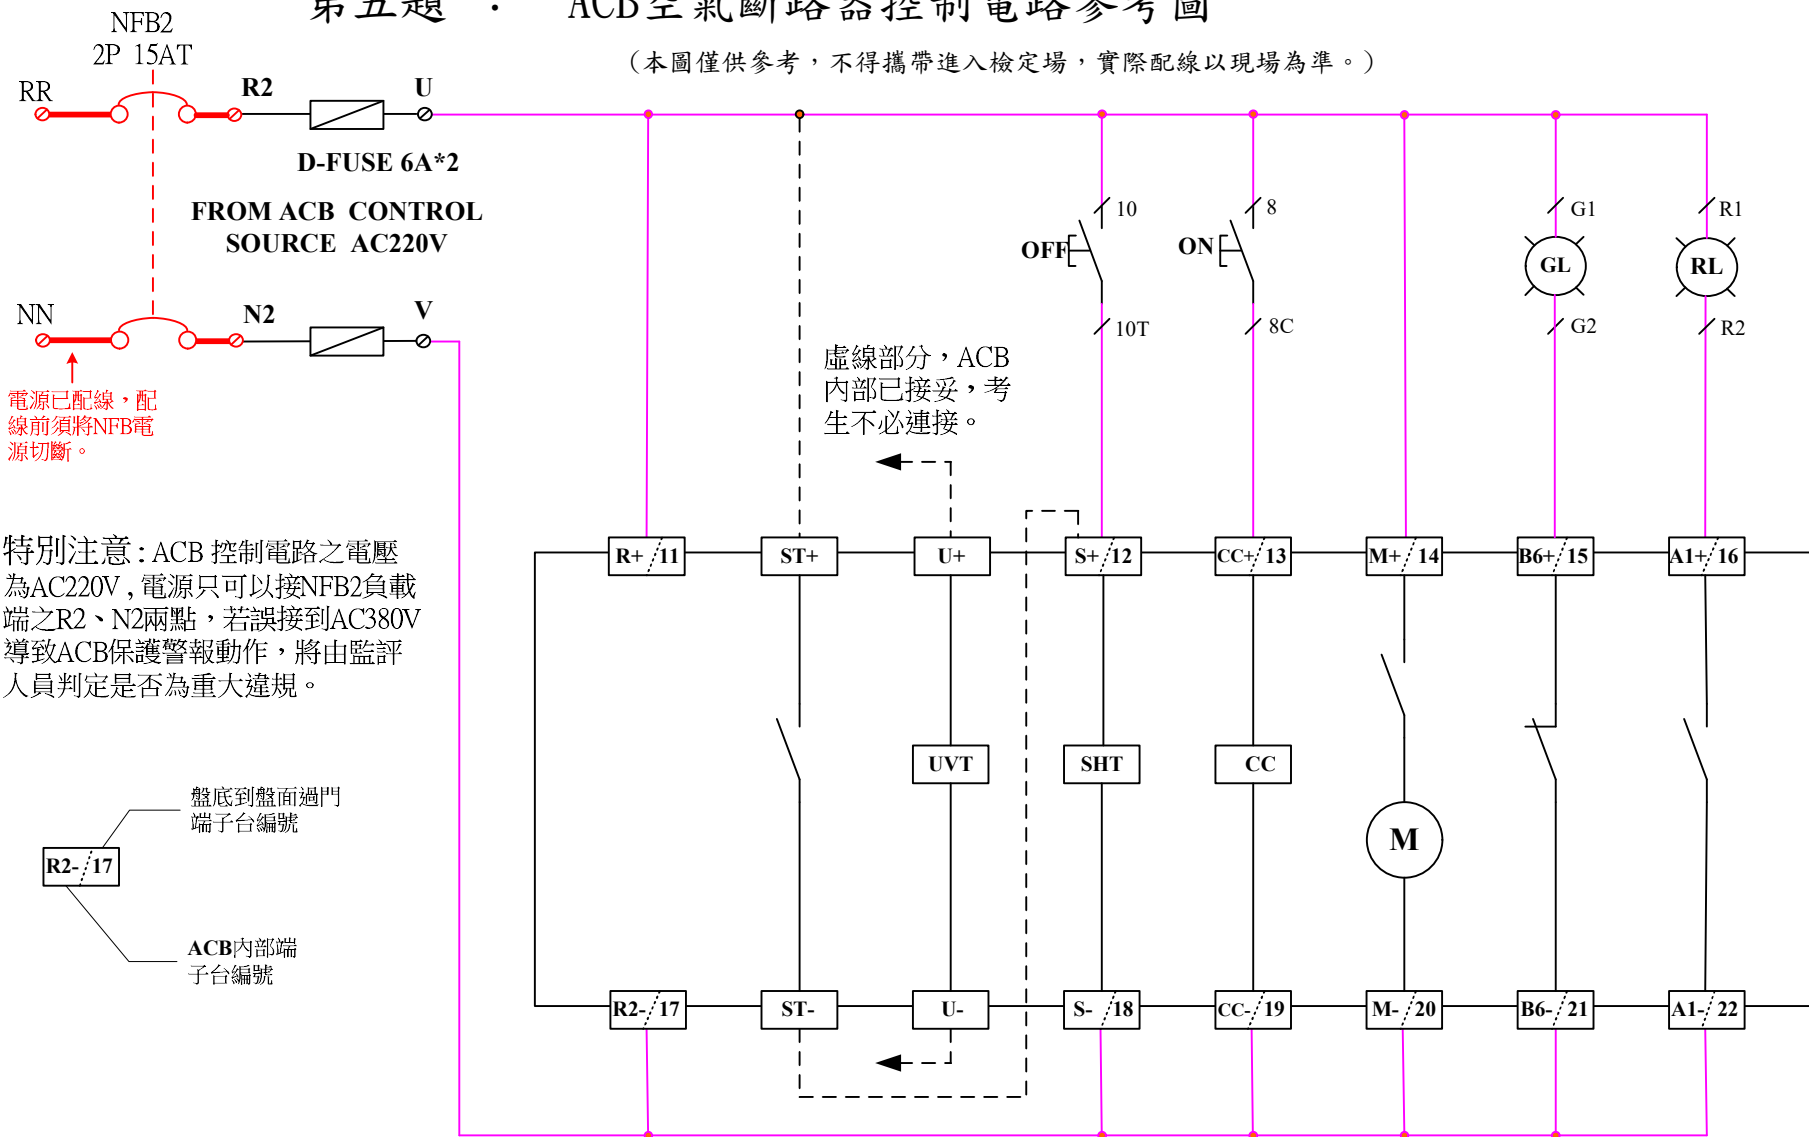 第五題 : ACB空氣斷路器控制電路參考圖
(本圖僅供參考，不得攜帶進入檢定場，實際配線以現場為準。)
NFB2
2P 15AT
RR
R2
U
D-FUSE 6A*2
FROM ACB CONTROL
SOURCE AC220V
NN
N2
V
電源已配線，配
線前須將NFB電
源切斷。
10
OFF
10T
8
ON
8C
G1
GL
G2
R1
RL
R2
虛線部分，ACB
內部已接妥，考
生不必連接。
特別注意: ACB 控制電路之電壓
為AC220V , 電源只可以接NFB2負載
端之R2、N2兩點，若誤接到AC380V
導致ACB保護警報動作，將由監評
人員判定是否為重大違規。
R+ 11
ST+
U+
S+ 12
CC+ 13
M+ 14
B6+ 15
A1+ 16
UVT
SHT
CC
M
盤底到盤面過門
端子台編號
R2- 17
ACB內部端
子台編號
R2- 17
ST-
U-
S- 18
CC- 19
M- 20
B6- 21
A1- 22